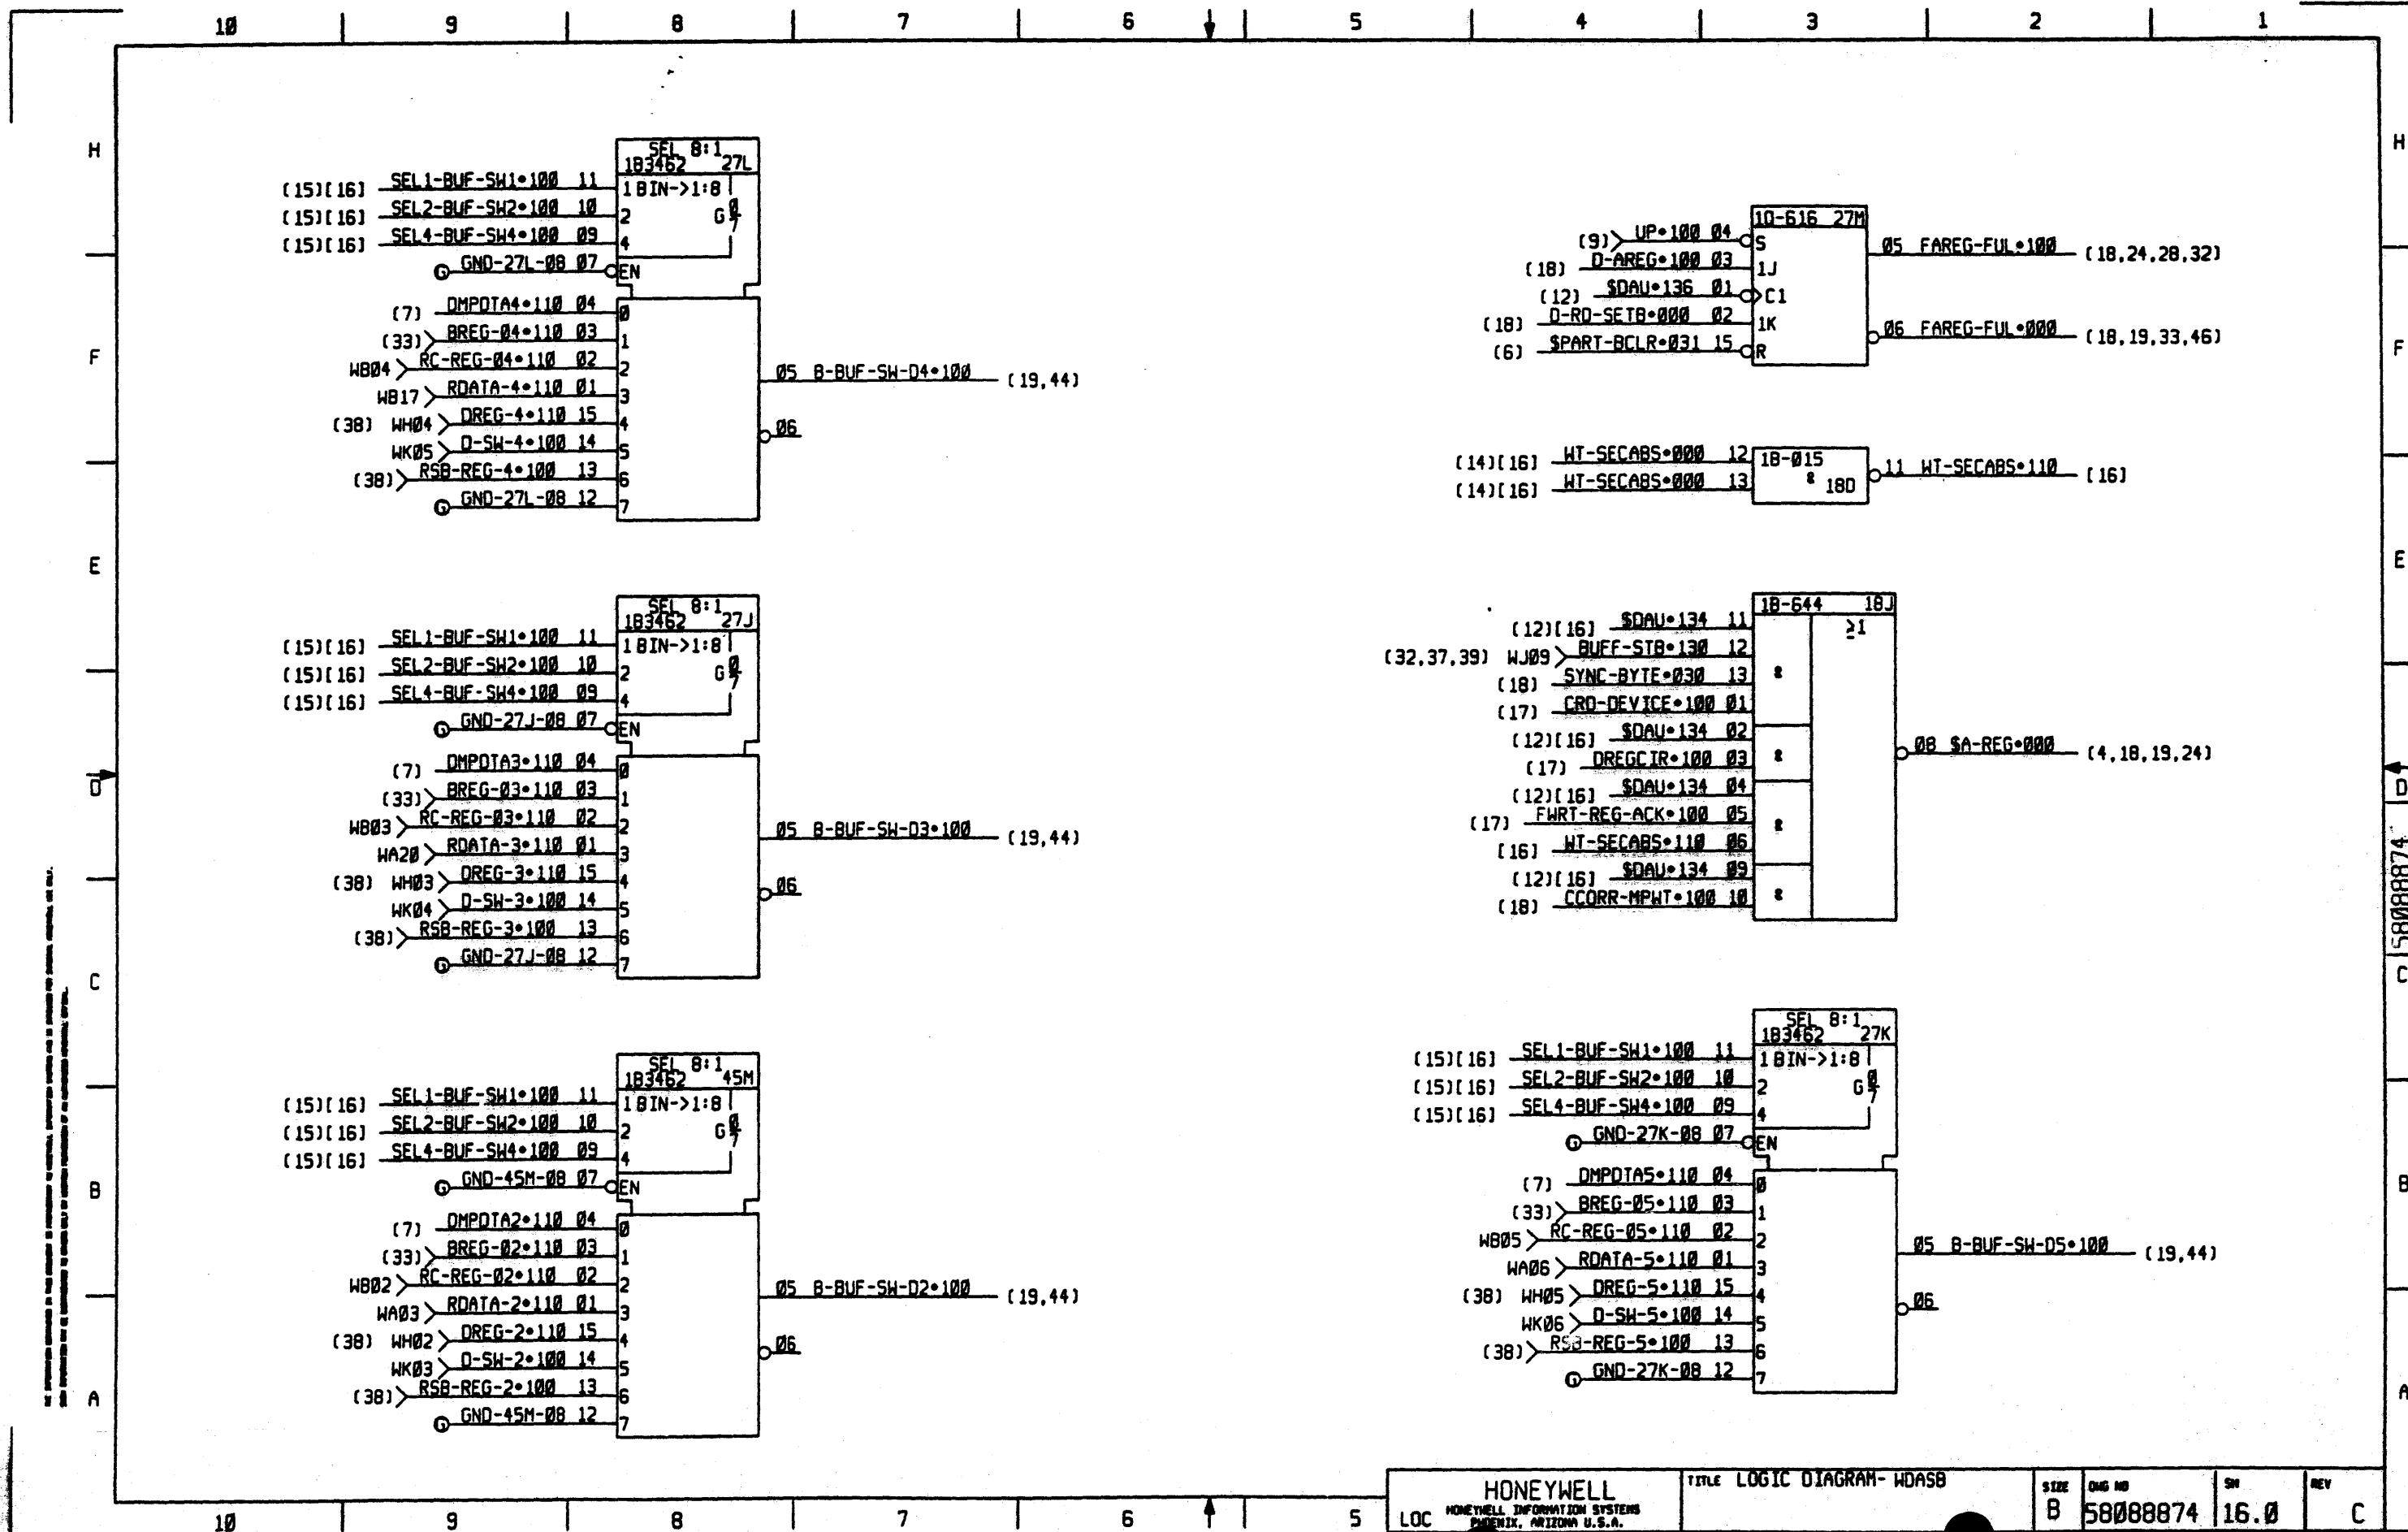 10 9 8 7 6 5 4 3 2 1
H
F
E
D
C
B
A
SEL 8:1
1B3462 27L
(15)[16] SEL1-BUF-SW1•100 11 1 BIN->1:8
(15)[16] SEL2-BUF-SW2•100 10 2 G 0/7
(15)[16] SEL4-BUF-SW4•100 09 4
G GND-27L-08 07 EN
(7) DMPDTA4•110 04 0
(33) BREG-04•110 03 1
WB04 RC-REG-04•110 02 2
WB17 RDATA-4•110 01 3
(38) WH04 DREG-4•110 15 4
WK05 D-SW-4•100 14 5
(38) RSB-REG-4•100 13 6
G GND-27L-08 12 7
05 B-BUF-SW-D4•100 (19,44)
06
SEL 8:1
1B3462 27J
(15)[16] SEL1-BUF-SW1•100 11 1 BIN->1:8
(15)[16] SEL2-BUF-SW2•100 10 2 G 0/7
(15)[16] SEL4-BUF-SW4•100 09 4
G GND-27J-08 07 EN
(7) DMPDTA3•110 04 0
(33) BREG-03•110 03 1
WB03 RC-REG-03•110 02 2
WA20 RDATA-3•110 01 3
(38) WH03 DREG-3•110 15 4
WK04 D-SW-3•100 14 5
(38) RSB-REG-3•100 13 6
G GND-27J-08 12 7
05 B-BUF-SW-D3•100 (19,44)
06
SEL 8:1
1B3462 45M
(15)[16] SEL1-BUF-SW1•100 11 1 BIN->1:8
(15)[16] SEL2-BUF-SW2•100 10 2 G 0/7
(15)[16] SEL4-BUF-SW4•100 09 4
G GND-45M-08 07 EN
(7) DMPDTA2•110 04 0
(33) BREG-02•110 03 1
WB02 RC-REG-02•110 02 2
WA03 RDATA-2•110 01 3
(38) WH02 DREG-2•110 15 4
WK03 D-SW-2•100 14 5
(38) RSB-REG-2•100 13 6
G GND-45M-08 12 7
05 B-BUF-SW-D2•100 (19,44)
06
1D-616 27M
(9) UP•100 04 S
(18) D-AREG•100 03 1J
(12) $DAU•136 01 C1
(18) D-RD-SETB•000 02 1K
(6) $PART-BCLR•031 15 R
05 FAREG-FUL•100 (18,24,28,32)
06 FAREG-FUL•000 (18,19,33,46)
(14)[16] WT-SECABS•000 12 1B-015
(14)[16] WT-SECABS•000 13 & 18D
11 WT-SECABS•110 [16]
1B-644 18J
≥1
(12)[16] $DAU•134 11
(32,37,39) WJ09 BUFF-STB•130 12
(18) SYNC-BYTE•030 13 &
(17) CRD-DEVICE•100 01
(12)[16] $DAU•134 02
(17) DREGCIR•100 03 &
(12)[16] $DAU•134 04
(17) FWRT-REG-ACK•100 05 &
[16] WT-SECABS•110 06
(12)[16] $DAU•134 09
(18) CCORR-MPWT•100 10 &
08 $A-REG•000 (4,18,19,24)
SEL 8:1
1B3462 27K
(15)[16] SEL1-BUF-SW1•100 11 1 BIN->1:8
(15)[16] SEL2-BUF-SW2•100 10 2 G 0/7
(15)[16] SEL4-BUF-SW4•100 09 4
G GND-27K-08 07 EN
(7) DMPDTA5•110 04 0
(33) BREG-05•110 03 1
WB05 RC-REG-05•110 02 2
WA06 RDATA-5•110 01 3
(38) WH05 DREG-5•110 15 4
WK06 D-SW-5•100 14 5
(38) RSB-REG-5•100 13 6
G GND-27K-08 12 7
05 B-BUF-SW-D5•100 (19,44)
06
H
F
E
D
58088874
C
B
A
10 9 8 7 6 5
LOC
HONEYWELL
HONEYWELL INFORMATION SYSTEMS
PHOENIX, ARIZONA U.S.A.
TITLE LOGIC DIAGRAM- WDASB
SIZE B
DWG NO 58088874
SH 16.0
REV C